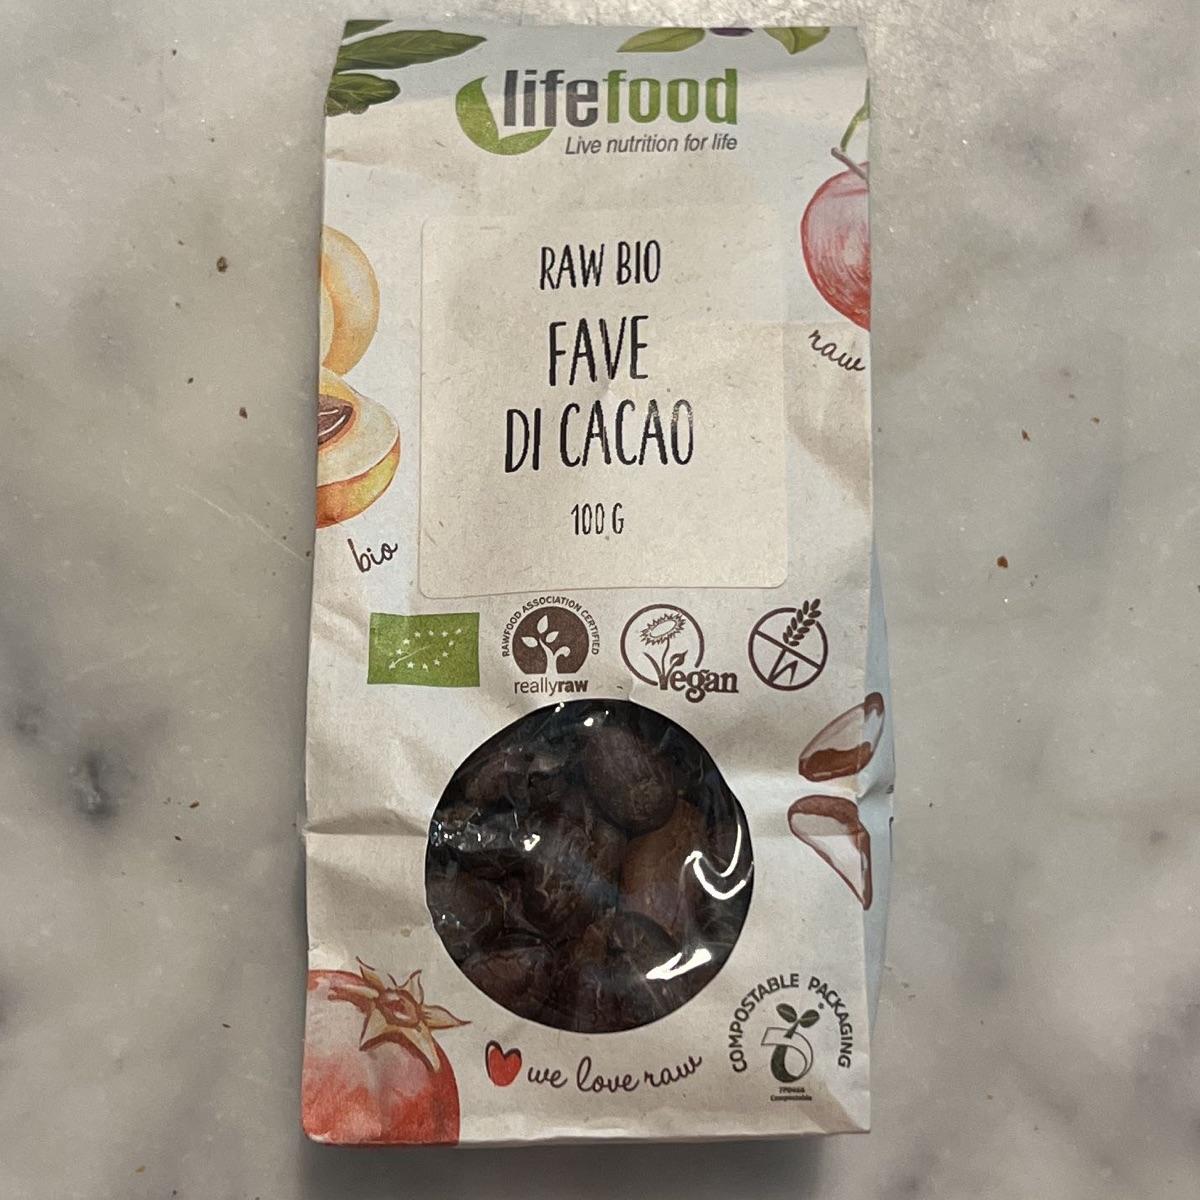 lifefood
Live nutrition for life
RAW BIO
FAVE
DI CACAO
100 G
raw
bio
RAWFOOD ASSOCIATION CERTIFIED
reallyraw
Vegan
COMPOSTABLE PACKAGING
we love raw
Compostable